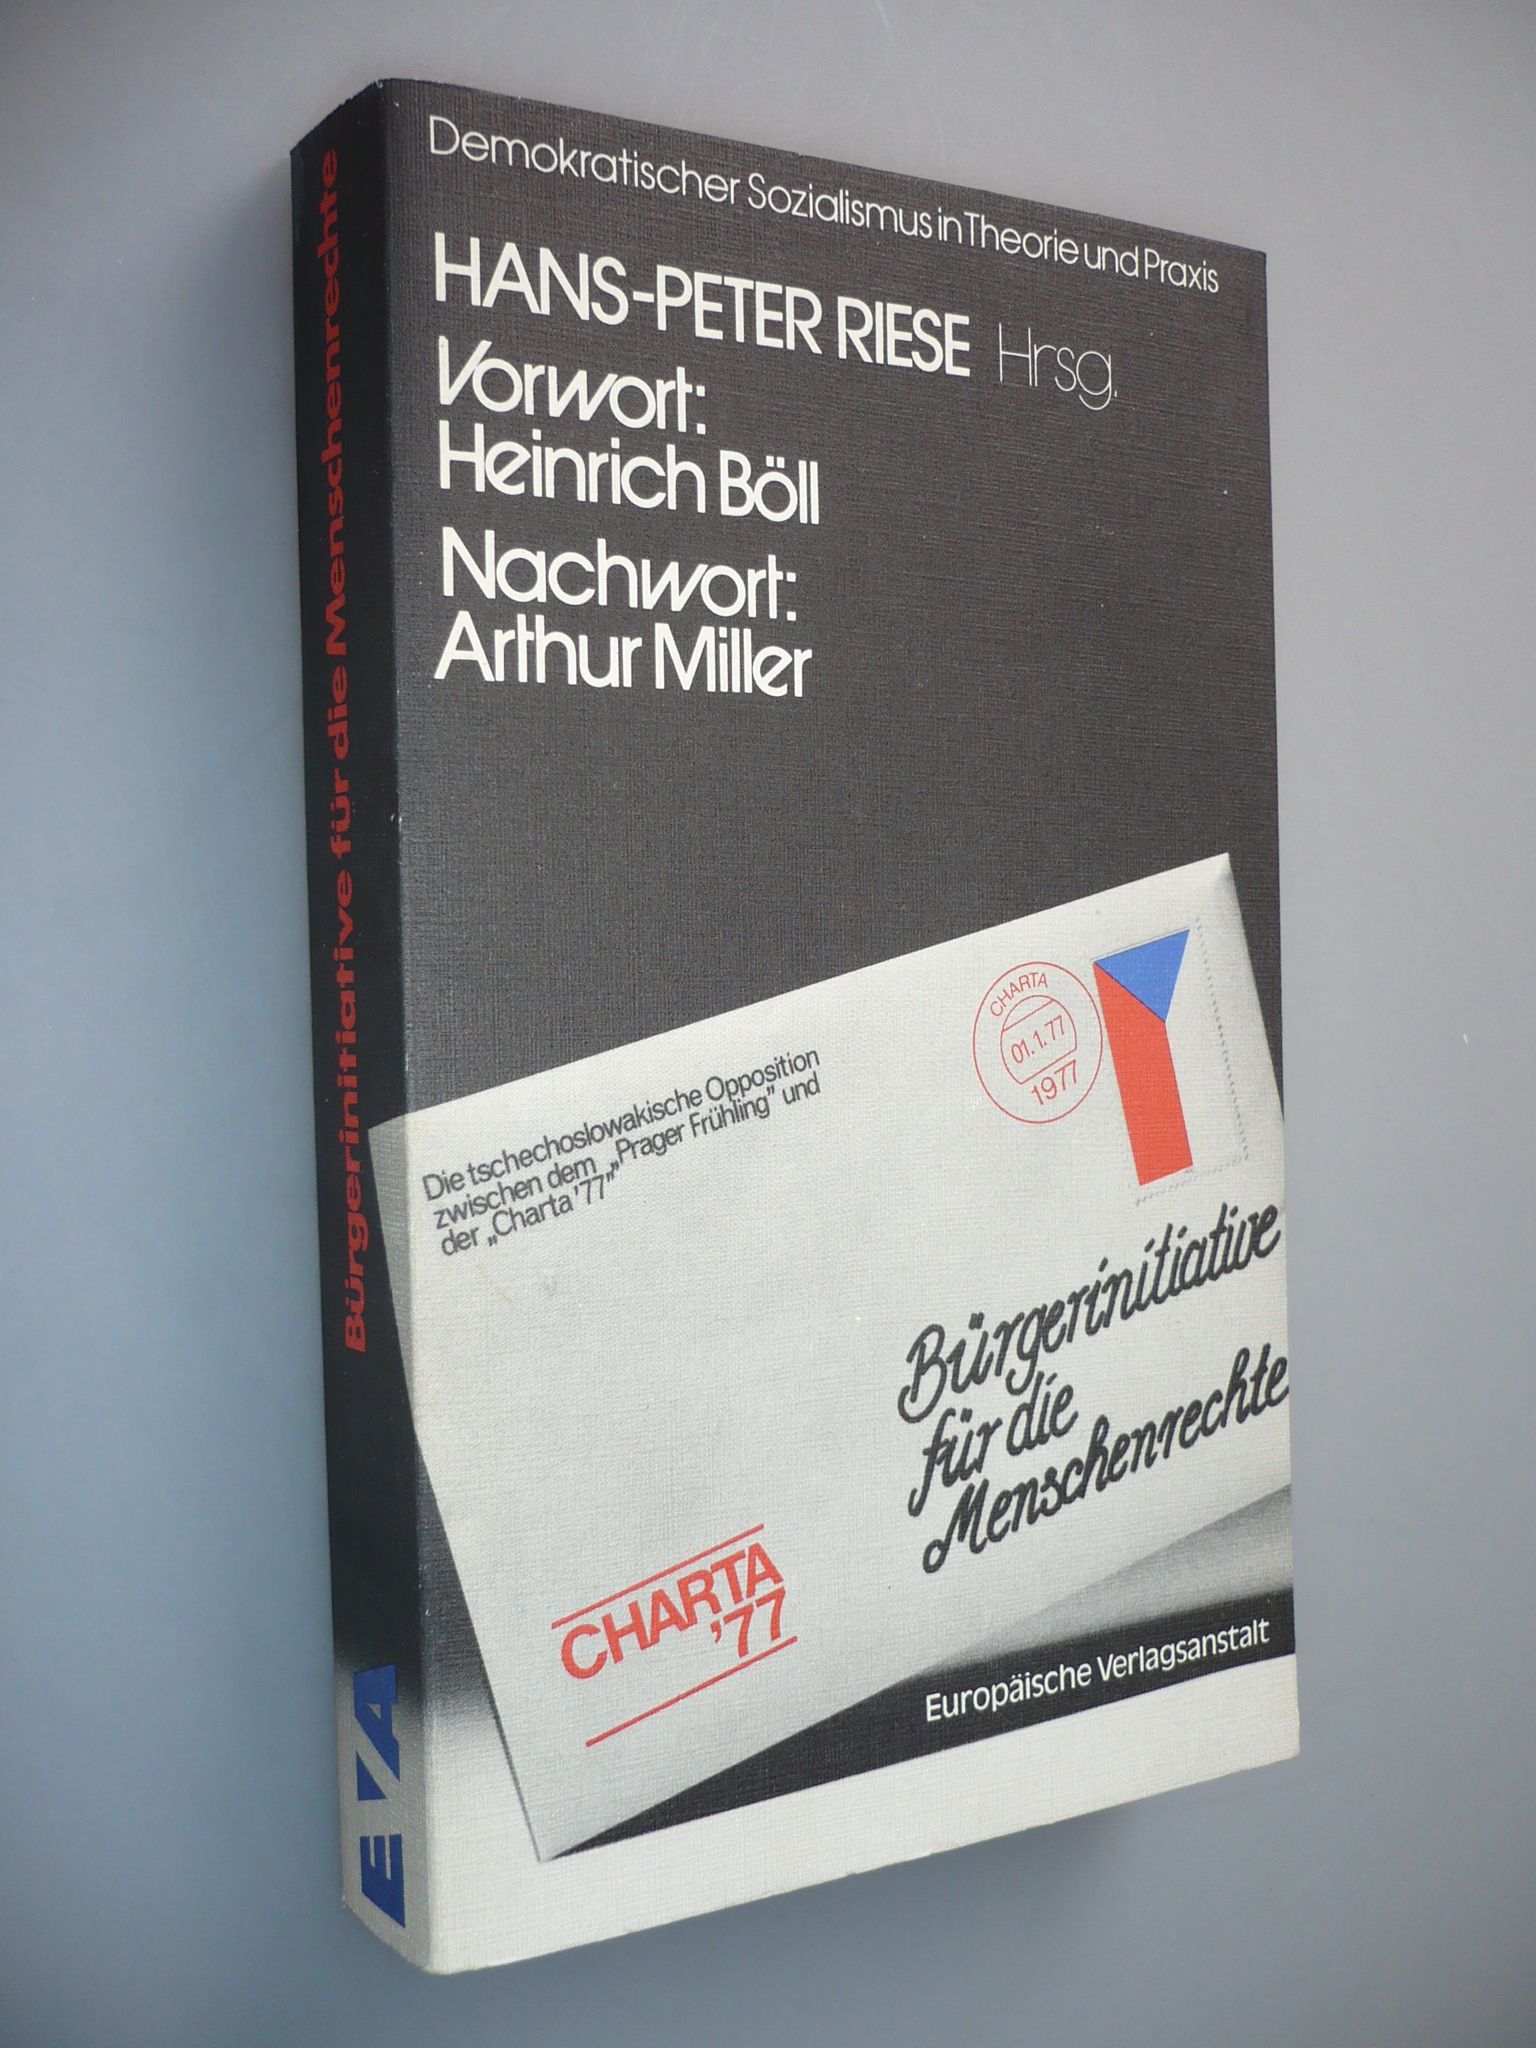 Demokratischer Sozialismus in Theorie und Praxis
HANS-PETER RIESE Hrsg.
Vorwort:
Heinrich Böll
Nachwort:
Arthur Miller
Die tschechoslowakische Opposition
zwischen dem „Prager Frühling" und
der „Charta '77"
CHARTA
01.1.77
1977
Bürgerinitiative
für die
Menschenrechte
CHARTA
'77
Europäische Verlagsanstalt
Bürgerinitiative für die Menschenrechte
EVA